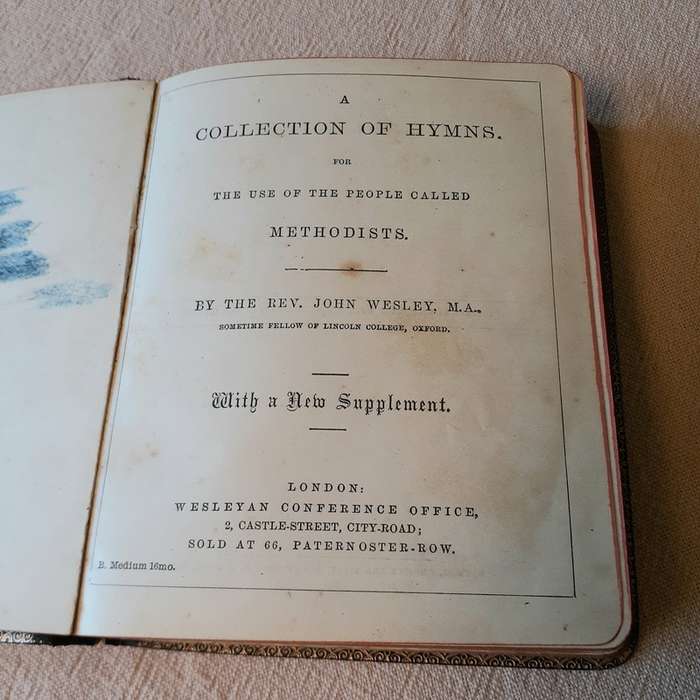 A
COLLECTION OF HYMNS.
FOR
THE USE OF THE PEOPLE CALLED
METHODISTS.
BY THE REV. JOHN WESLEY, M.A.,
SOMETIME FELLOW OF LINCOLN COLLEGE, OXFORD.
With a New Supplement.
LONDON:
WESLEYAN CONFERENCE OFFICE,
2, CASTLE-STREET, CITY-ROAD;
SOLD AT 66, PATERNOSTER-ROW.
B. Medium 16mo.